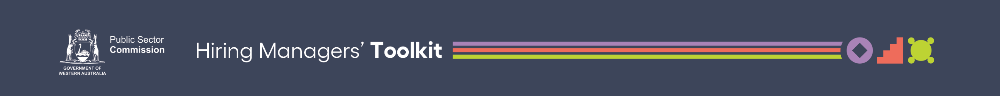 Public Sector
Commission
GOVERNMENT OF
WESTERN AUSTRALIA
Hiring Managers’ Toolkit